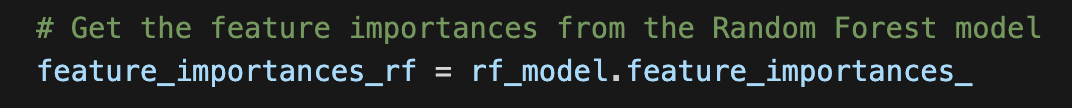 # Get the feature importances from the Random Forest model
feature_importances_rf = rf_model.feature_importances_